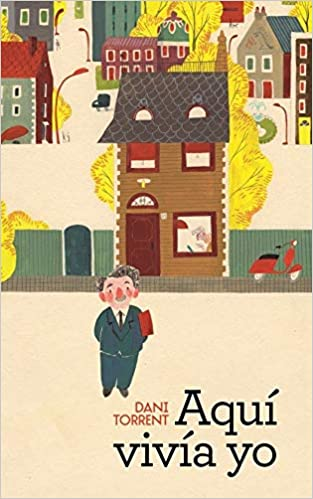 DANI
TORRENT
Aquí
vivía yo